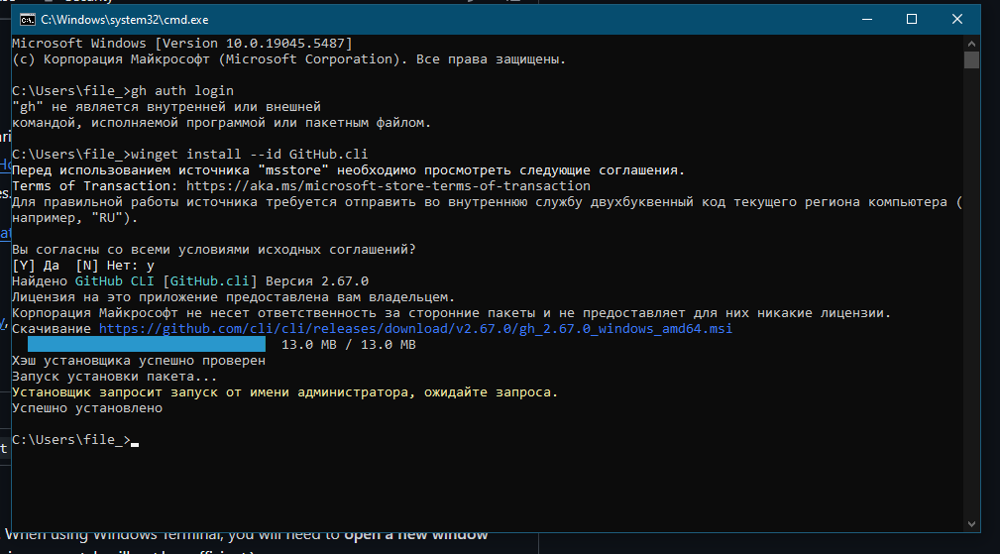 C:\Windows\system32\cmd.exe
Microsoft Windows [Version 10.0.19045.5487]
(c) Корпорация Майкрософт (Microsoft Corporation). Все права защищены.
C:\Users\file_>gh auth login
"gh" не является внутренней или внешней
командой, исполняемой программой или пакетным файлом.
C:\Users\file_>winget install --id GitHub.cli
Перед использованием источника "msstore" необходимо просмотреть следующие соглашения.
Terms of Transaction: https://aka.ms/microsoft-store-terms-of-transaction
Для правильной работы источника требуется отправить во внутреннюю службу двухбуквенный код текущего региона компьютера (
например, "RU").
Вы согласны со всеми условиями исходных соглашений?
[Y] Да  [N] Нет: y
Найдено GitHub CLI [GitHub.cli] Версия 2.67.0
Лицензия на это приложение предоставлена вам владельцем.
Корпорация Майкрософт не несет ответственность за сторонние пакеты и не предоставляет для них никакие лицензии.
Скачивание https://github.com/cli/cli/releases/download/v2.67.0/gh_2.67.0_windows_amd64.msi
13.0 MB / 13.0 MB
Хэш установщика успешно проверен
Запуск установки пакета...
Установщик запросит запуск от имени администратора, ожидайте запроса.
Успешно установлено
C:\Users\file_>
When using Windows Terminal, you will need to open a new window